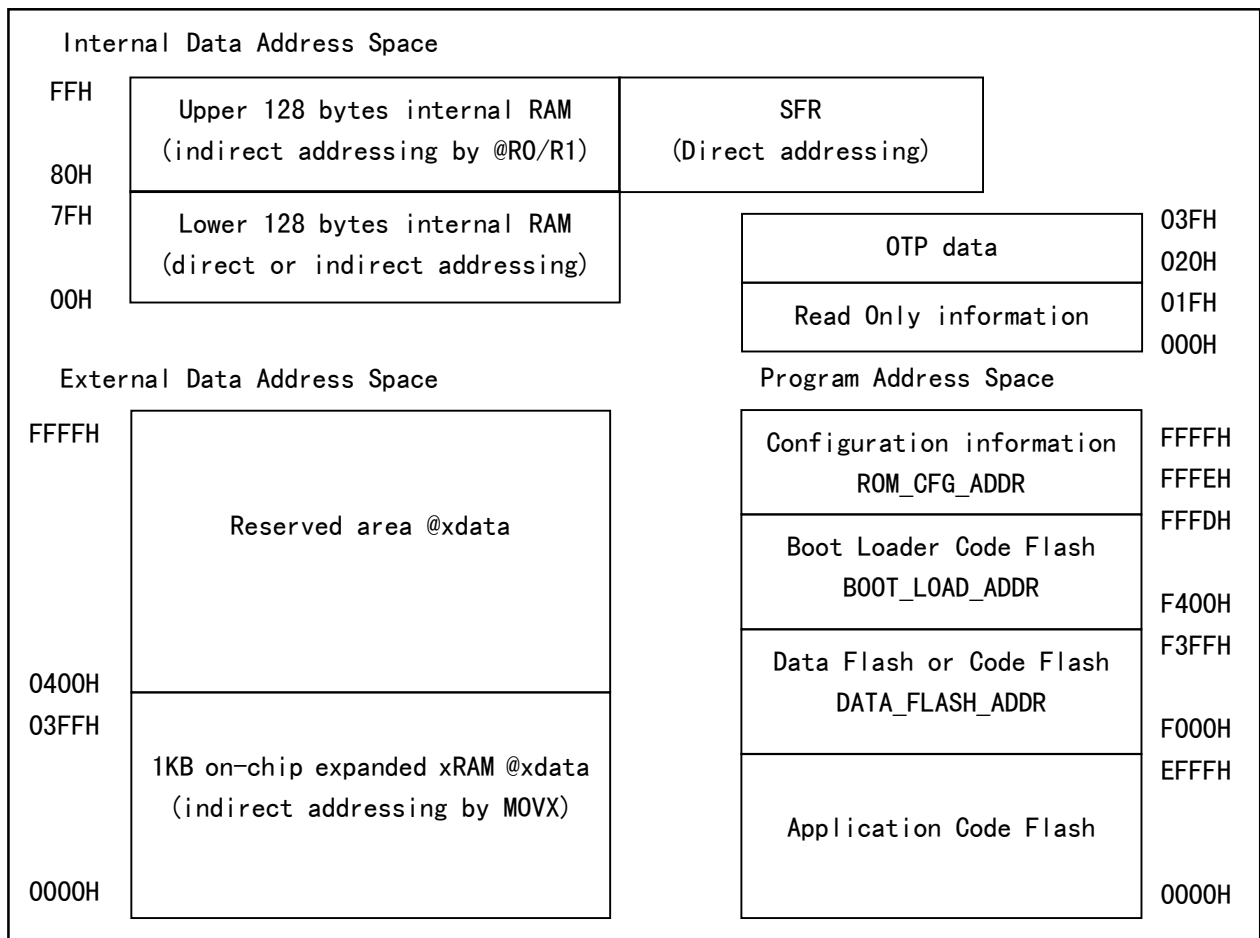 Internal Data Address Space
FFH
Upper 128 bytes internal RAM
(indirect addressing by @R0/R1)
80H
SFR
(Direct addressing)
7FH
Lower 128 bytes internal RAM
(direct or indirect addressing)
00H
OTP data
03FH
020H
Read Only information
01FH
000H
External Data Address Space
FFFFH
Reserved area @xdata
0400H
03FFH
1KB on-chip expanded xRAM @xdata
(indirect addressing by MOVX)
0000H
Program Address Space
Configuration information
ROM_CFG_ADDR
FFFFH
FFFEH
Boot Loader Code Flash
BOOT_LOAD_ADDR
FFFDH
F400H
Data Flash or Code Flash
DATA_FLASH_ADDR
F3FFH
F000H
Application Code Flash
EFFFH
0000H